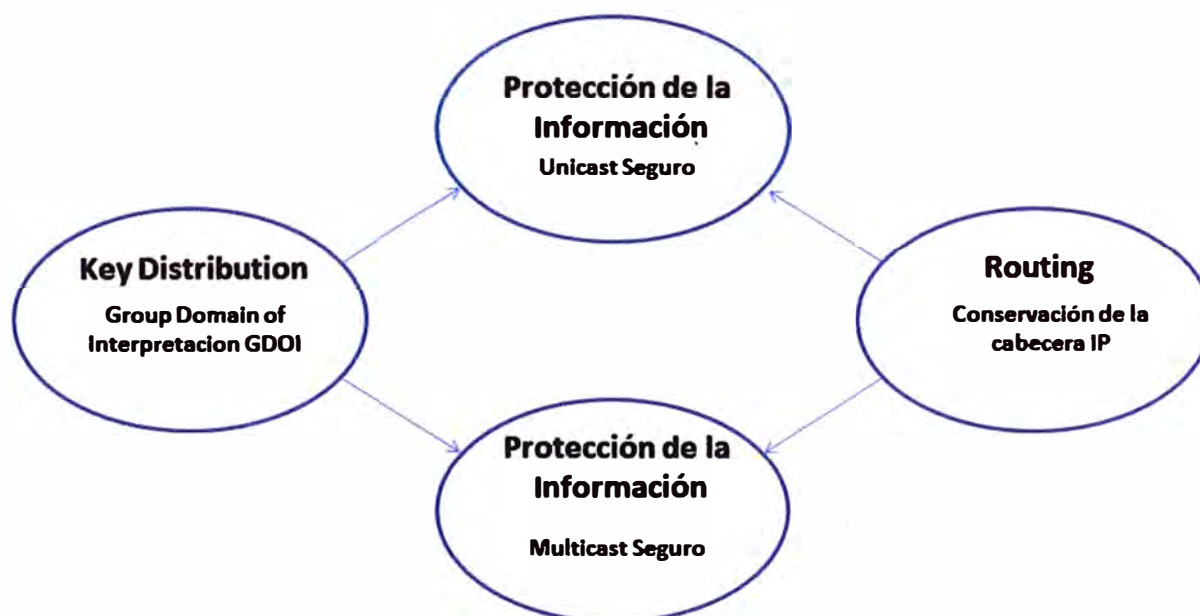 Protección de la
Información
Unicast Seguro
Key Distribution
Group Domain of
Interpretacion GDOI
Routing
Conservación de la
cabecera IP
Protección de la
Información
Multicast Seguro